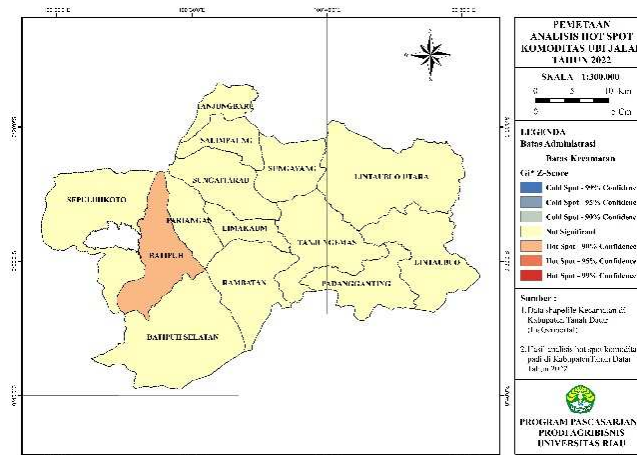 PEMETAAN
ANALISIS HOT SPOT
KOMODITAS UBI JALAR
TAHUN 2022
SKALA 1:300.000
0 5 10 Km
0 5 Cm
LEGENDA
Batas Administrasi
Batas Kecamatan
Gi* Z-Score
Cold Spot - 99% Confidence
Cold Spot - 95% Confidence
Cold Spot - 90% Confidence
Not Significant
Hot Spot - 90% Confidence
Hot Spot - 95% Confidence
Hot Spot - 99% Confidence
Sumber :
1. Data shapefile Kecamatan di
Kabupaten Tanah Datar
2. Hasil analisis hot spot komoditas
padi di Kabupaten Tanah Datar
Tahun 2022
PROGRAM PASCASARJANA
PRODI AGRIBISNIS
UNIVERSITAS RIAU
TANJUNGBARU
SALIMPAUNG
SUNGAYANG
LINTAUBUO UTARA
SUNGAITARAB
SEPULUHKOTO
PARIANGAN
LIMAKAUM
TANJUNGEMAS
BATIPUH
LINTAUBUO
RAMBATAN
PADANGGANTING
BATIPUH SELATAN